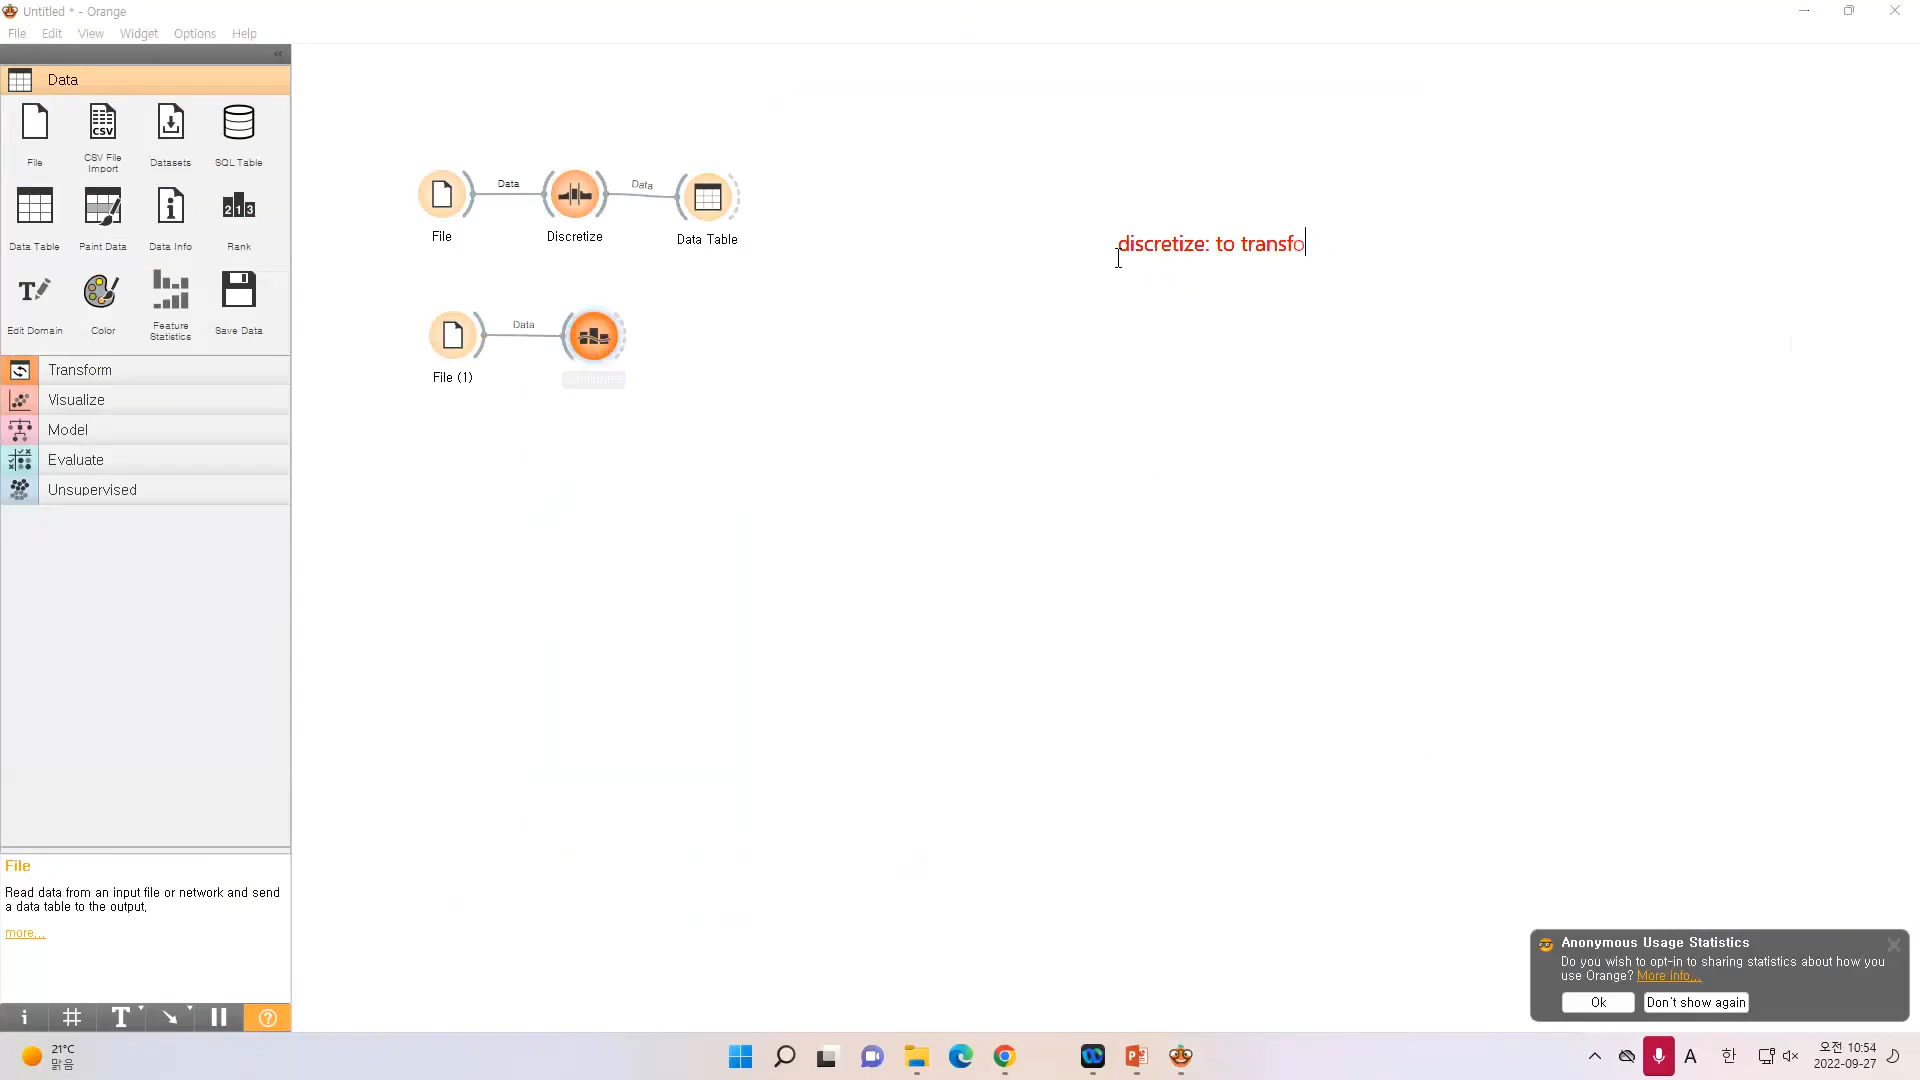 Untitled * - Orange
File Edit View Widget Options Help
Data
File
CSV File Import
Datasets
SQL Table
Data Table
Paint Data
Data Info
Rank
Edit Domain
Color
Feature Statistics
Save Data
Transform
Visualize
Model
Evaluate
Unsupervised
File
Read data from an input file or network and send
a data table to the output.
more...
File
Data
Discretize
Data
Data Table
File (1)
Data
Continuize
discretize: to transfo
Anonymous Usage Statistics
Do you wish to opt-in to sharing statistics about how you
use Orange? More info...
Ok
Don't show again
21°C
맑음
A
한
오전 10:54
2022-09-27